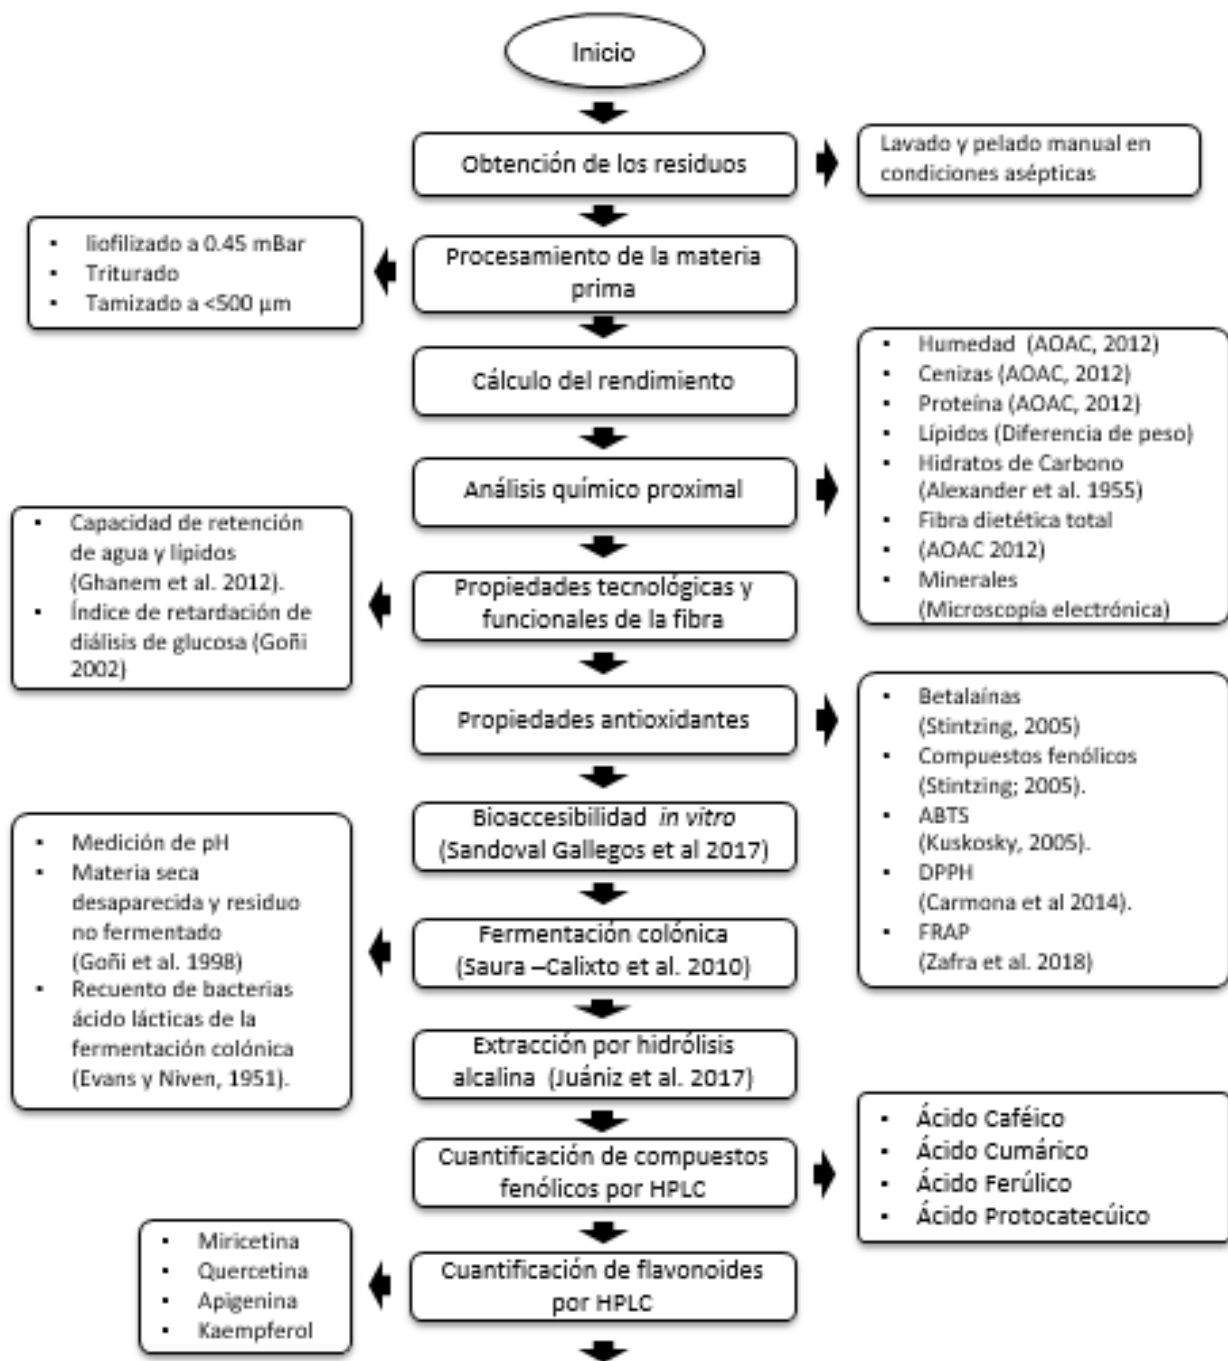 Inicio
Obtención de los residuos
Lavado y pelado manual en
condiciones asépticas
Procesamiento de la materia
prima
▪ liofilizado a 0.45 mBar
▪ Triturado
▪ Tamizado a <500 µm
Cálculo del rendimiento
Análisis químico proximal
▪ Humedad (AOAC, 2012)
▪ Cenizas (AOAC, 2012)
▪ Proteína (AOAC, 2012)
▪ Lípidos (Diferencia de peso)
▪ Hidratos de Carbono
(Alexander et al. 1955)
▪ Fibra dietética total
▪ (AOAC 2012)
▪ Minerales
(Microscopía electrónica)
Propiedades tecnológicas y
funcionales de la fibra
▪ Capacidad de retención
de agua y lípidos
(Ghanem et al. 2012).
▪ Índice de retardación de
diálisis de glucosa (Goñi
2002)
Propiedades antioxidantes
▪ Betalaínas
(Stintzing, 2005)
▪ Compuestos fenólicos
(Stintzing; 2005).
▪ ABTS
(Kuskosky, 2005).
▪ DPPH
(Carmona et al 2014).
▪ FRAP
(Zafra et al. 2018)
Bioaccesibilidad in vitro
(Sandoval Gallegos et al 2017)
Fermentación colónica
(Saura –Calixto et al. 2010)
▪ Medición de pH
▪ Materia seca
desaparecida y residuo
no fermentado
(Goñi et al. 1998)
▪ Recuento de bacterias
ácido lácticas de la
fermentación colónica
(Evans y Niven, 1951).
Extracción por hidrólisis
alcalina (Juániz et al. 2017)
Cuantificación de compuestos
fenólicos por HPLC
▪ Ácido Caféico
▪ Ácido Cumárico
▪ Ácido Ferúlico
▪ Ácido Protocatecúico
Cuantificación de flavonoides
por HPLC
▪ Miricetina
▪ Quercetina
▪ Apigenina
▪ Kaempferol